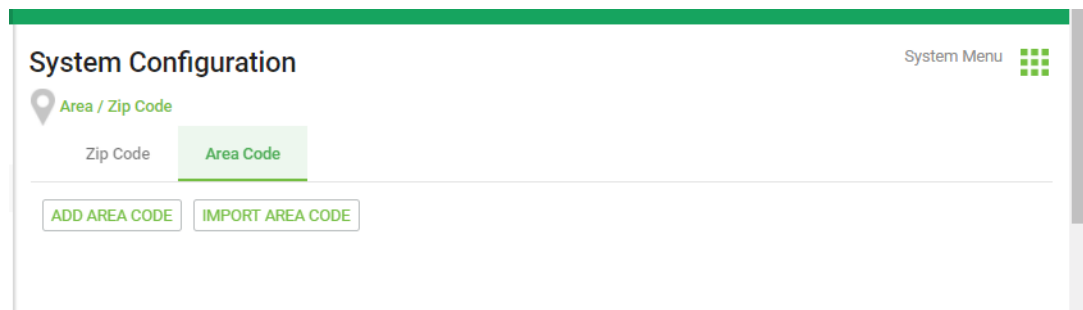 System Configuration
System Menu
Area / Zip Code
Zip Code
Area Code
ADD AREA CODE
IMPORT AREA CODE